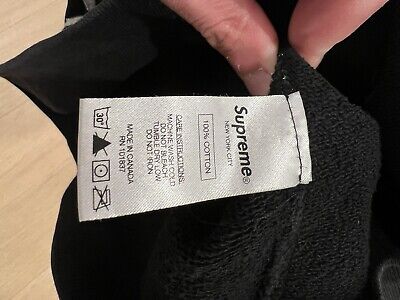 Supreme®
NEW YORK CITY
100% COTTON
CARE INSTRUCTIONS
MACHINE WASH COLD
DO NOT BLEACH
TUMBLE DRY LOW
DO NOT IRON
30°
MADE IN CANADA
RN 101837